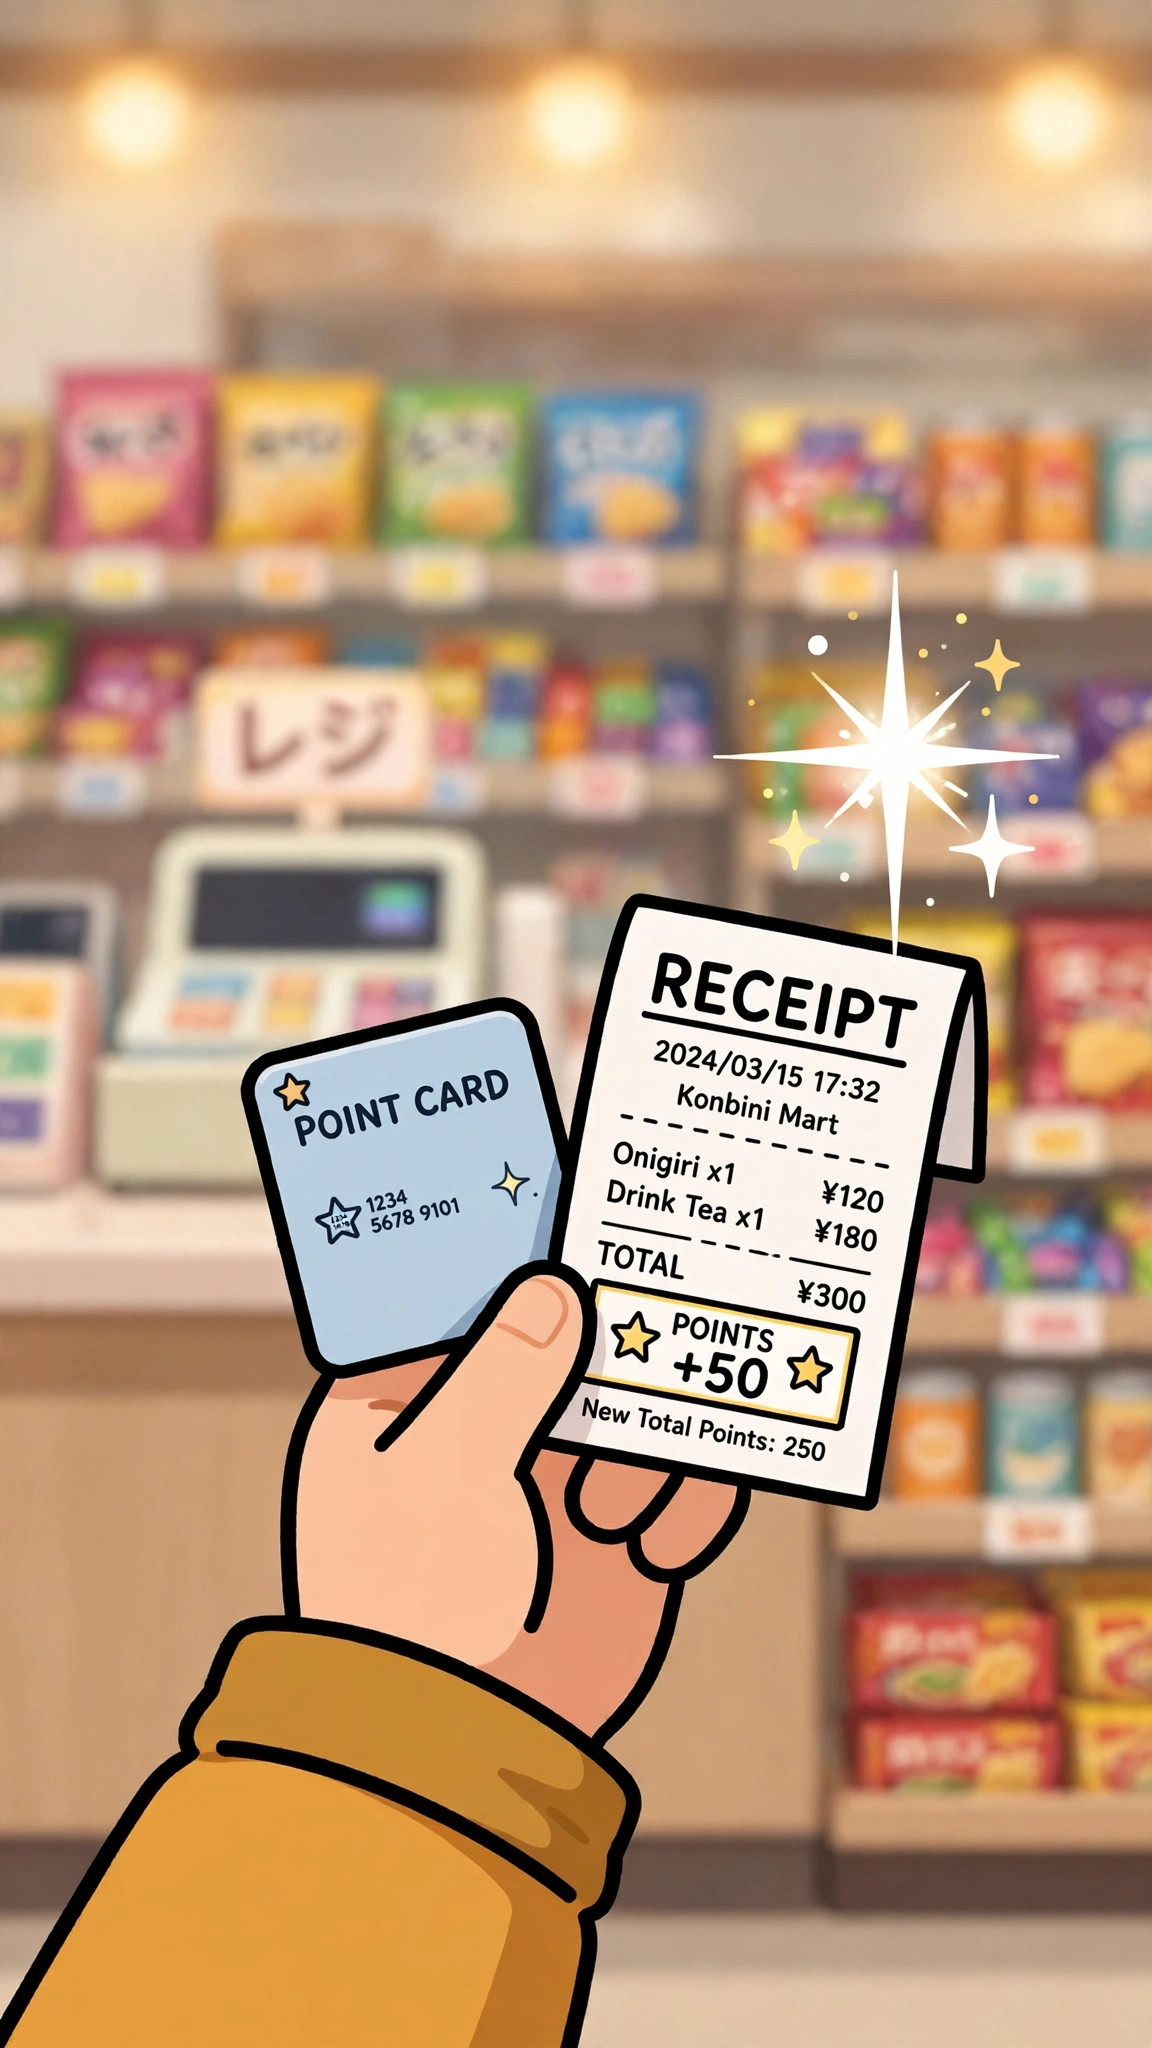 レジ
POINT CARD
1234
5678 9101
RECEIPT
2024/03/15 17:32
Konbini Mart
Onigiri x1 ¥120
Drink Tea x1 ¥180
TOTAL ¥300
POINTS
+50
New Total Points: 250